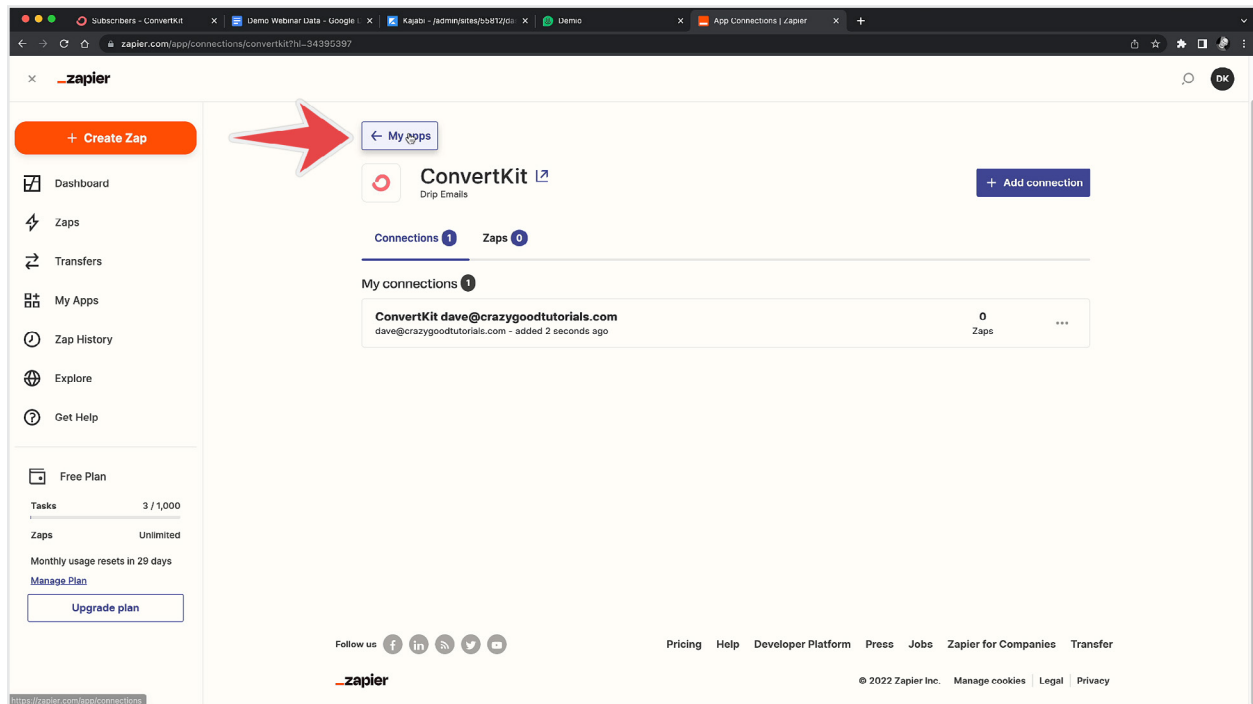 Subscribers - ConvertKit
Demo Webinar Data - Google
Kajabi - /admin/sites/55812/da
Demio
App Connections | Zapier
zapier.com/app/connections/convertkit?hl=34395397
_zapier
DK
+ Create Zap
Dashboard
Zaps
Transfers
My Apps
Zap History
Explore
Get Help
Free Plan
Tasks 3 / 1,000
Zaps Unlimited
Monthly usage resets in 29 days
Manage Plan
Upgrade plan
← My Apps
ConvertKit
Drip Emails
+ Add connection
Connections 1 Zaps 0
My connections 1
ConvertKit dave@crazygoodtutorials.com
dave@crazygoodtutorials.com - added 2 seconds ago
0
Zaps
Follow us
Pricing Help Developer Platform Press Jobs Zapier for Companies Transfer
_zapier
© 2022 Zapier Inc. Manage cookies Legal Privacy
https://zapier.com/app/connections